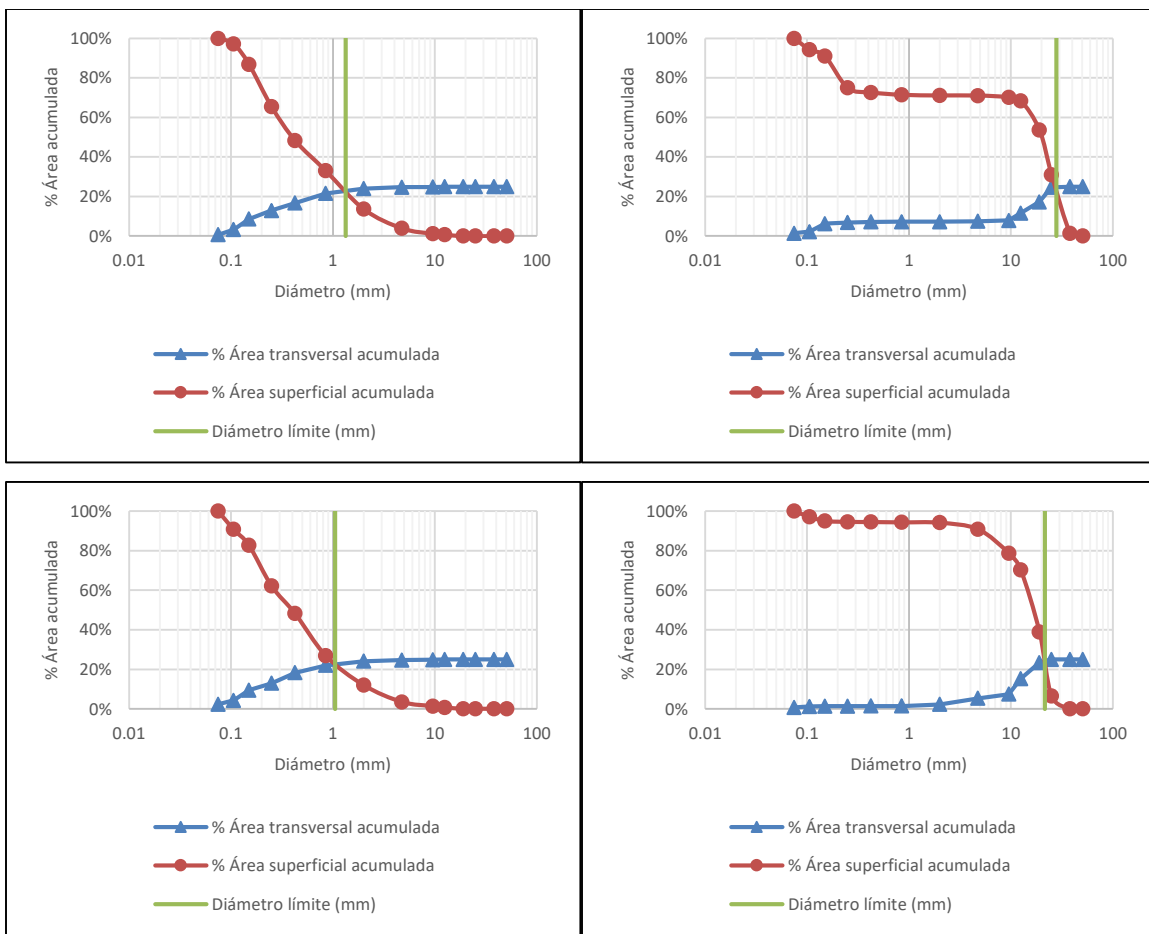 100%
80%
60%
40%
20%
0%
% Área acumulada
0.01 0.1 1 10 100
Diámetro (mm)
% Área transversal acumulada
% Área superficial acumulada
Diámetro límite (mm)
100%
80%
60%
40%
20%
0%
% Área acumulada
0.01 0.1 1 10 100
Diámetro (mm)
% Área transversal acumulada
% Área superficial acumulada
Diámetro límite (mm)
100%
80%
60%
40%
20%
0%
% Área acumulada
0.01 0.1 1 10 100
Diámetro (mm)
% Área transversal acumulada
% Área superficial acumulada
Diámetro límite (mm)
100%
80%
60%
40%
20%
0%
% Área acumulada
0.01 0.1 1 10 100
Diámetro (mm)
% Área transversal acumulada
% Área superficial acumulada
Diámetro límite (mm)